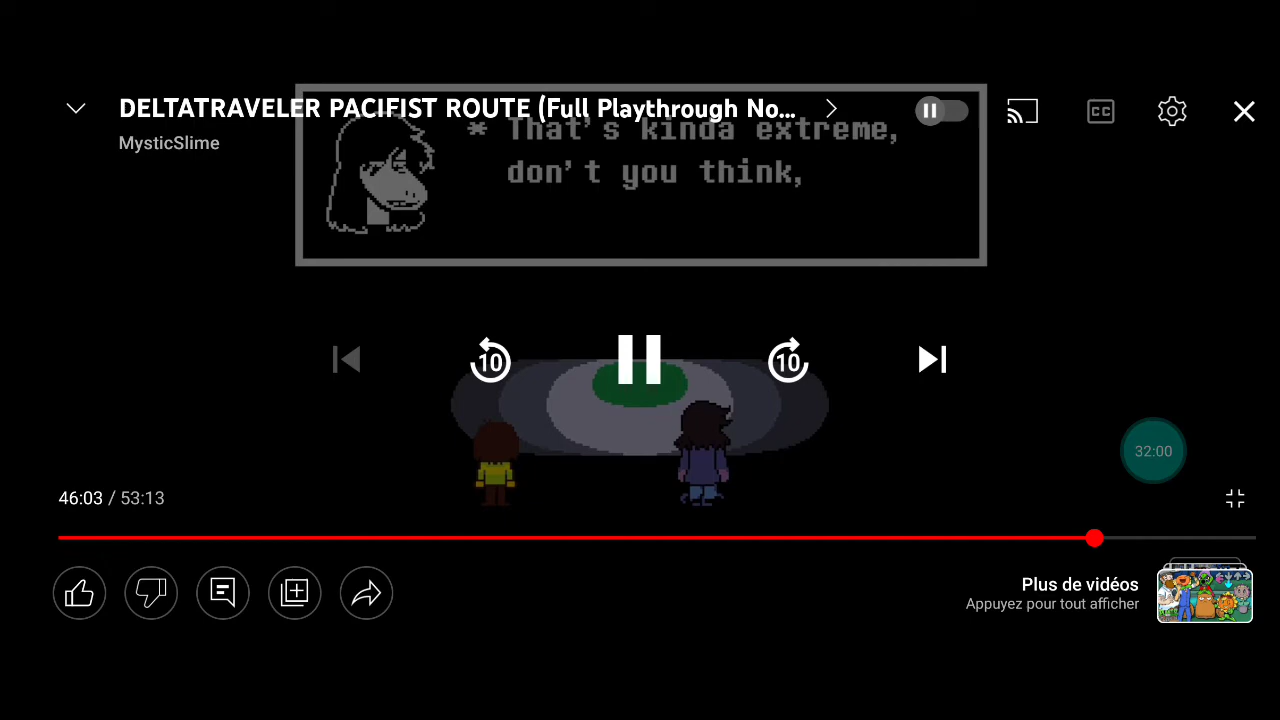 DELTATRAVELER PACIFIST ROUTE (Full Playthrough No...
MysticSlime
CC
* That's kinda extreme,
don't you think,
10
10
32:00
46:03 / 53:13
Plus de vidéos
Appuyez pour tout afficher